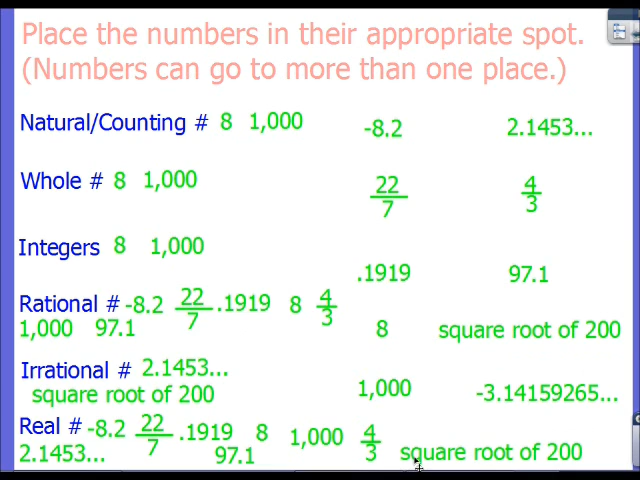 Place the numbers in their appropriate spot.
(Numbers can go to more than one place.)
Natural/Counting # 8 1,000 -8.2 2.1453...
Whole # 8 1,000 22/7 4/3
Integers 8 1,000
.1919 97.1
Rational # -8.2 22/7 .1919 8 4/3
1,000 97.1 8 square root of 200
Irrational # 2.1453...
square root of 200 1,000 -3.14159265...
Real # -8.2 22/7 .1919 8 1,000 4/3
2.1453... 97.1 square root of 200